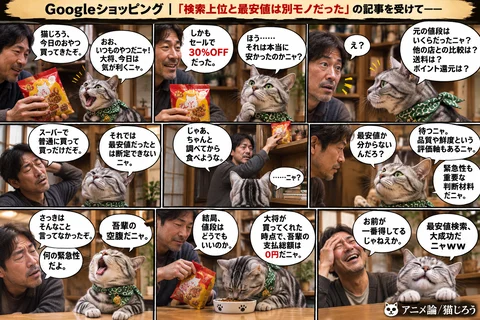 Googleショッピング｜「検索上位と最安値は別モノだった」の記事を受けて――
猫じろう、
今日のおやつ
買ってきたぞ。
おお、
いつものやつだニャ！
大将、今日は
気が利くニャ。
しかも
セールで
30%OFF
だった。
ほう……
それは本当に
安かったのかニャ？
え？
元の値段は
いくらだったニャ？
他の店との比較は？
送料は？
ポイント還元は？
スーパーで
普通に買って
きただけだぞ。
それでは
最安値だったと
は断定できない
ニャ。
じゃあ、
ちゃんと
調べてから
食べような。
……ニャ？
最安値か
分からない
んだろ？
待つニャ。
品質や鮮度という
評価軸もあるニャ。
緊急性も
重要な
判断材料
だニャ。
さっきは
そんなこと
言ってなかったぞ。
何の緊急性
だよ。
吾輩の
空腹だニャ。
結局、
値段は
どうでも
いいのか。
大将が
買ってくれた
時点で、吾輩の
支払総額は
0円だニャ。
お前が
一番得してる
じゃねえか。
最安値検索、
大成功だ
ニャｗｗ
アニメ論/猫じろう